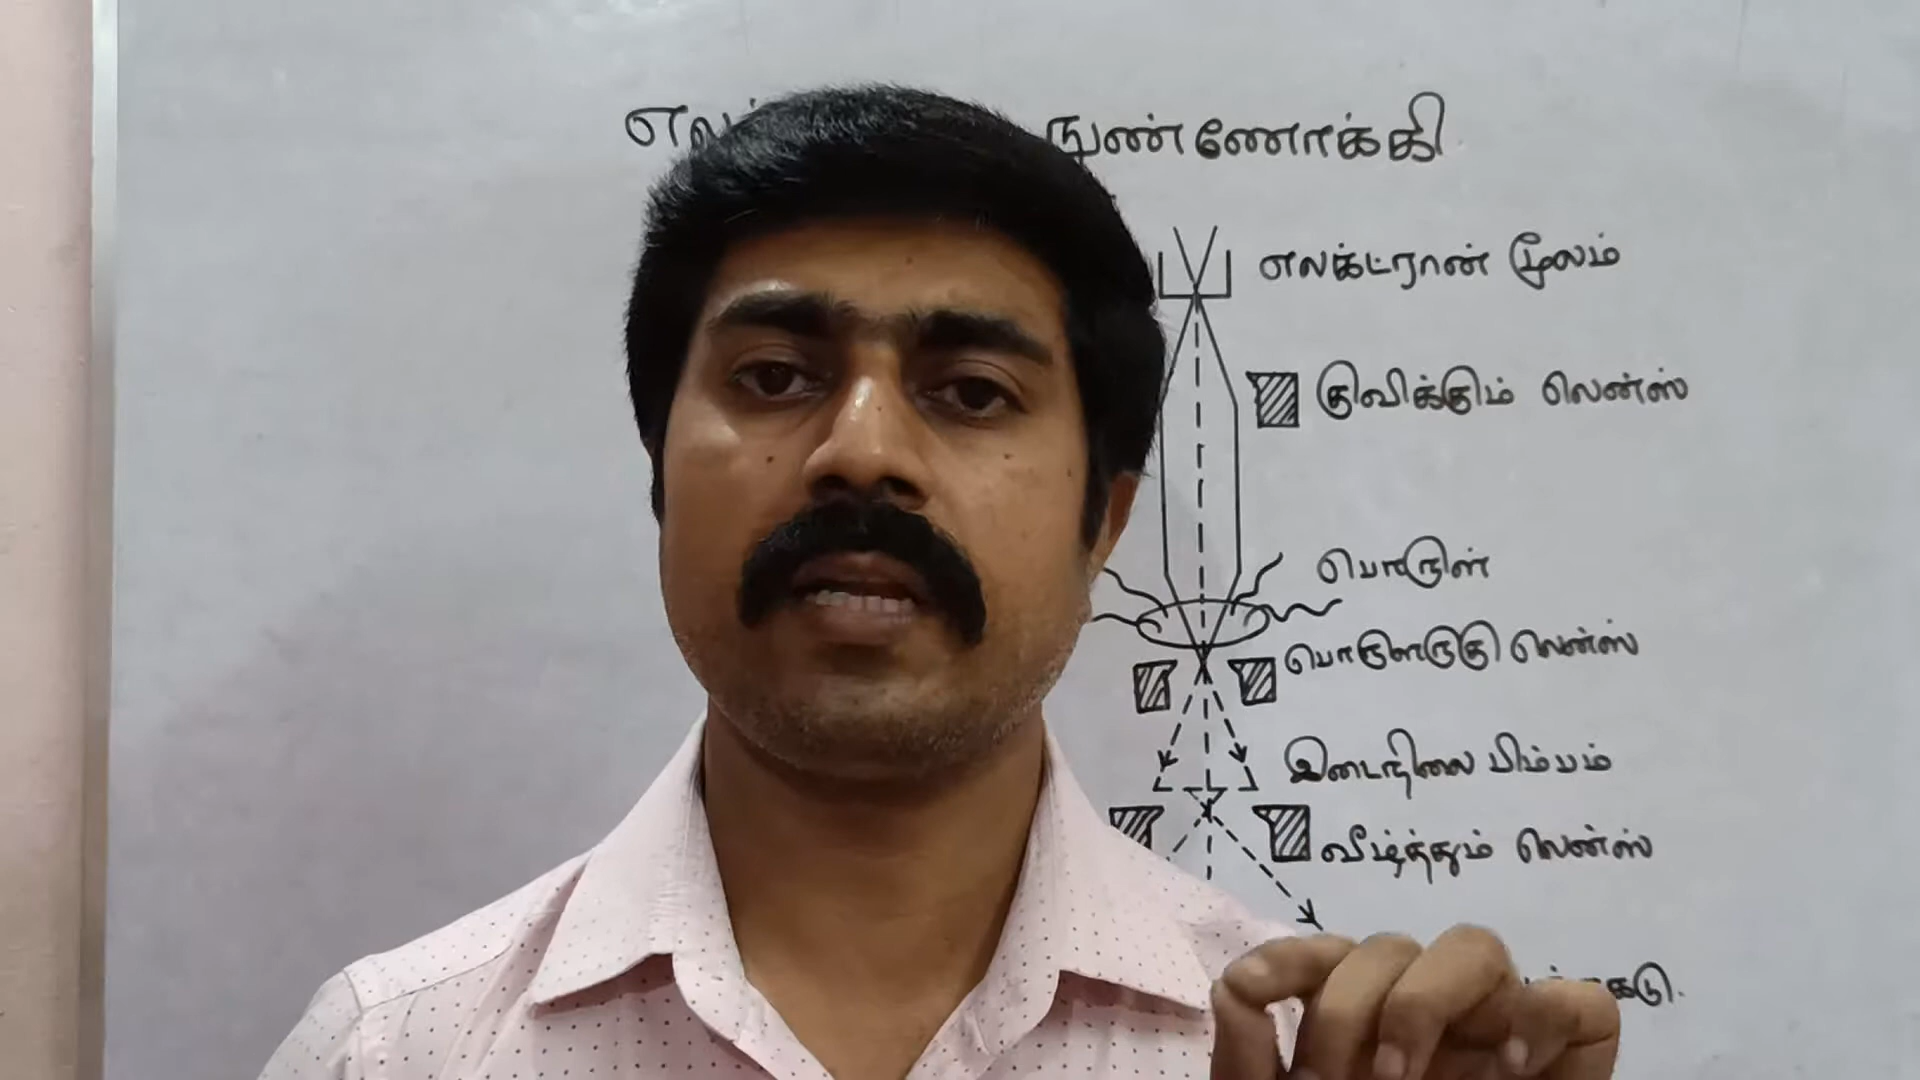 நுண்ணோக்கி
எலக்ட்ரான் மூலம்
குவிக்கும் லென்ஸ்
பொருள்
பொருளருகு லென்ஸ்
இடைநிலை பிம்பம்
வீழ்த்தும் லென்ஸ்